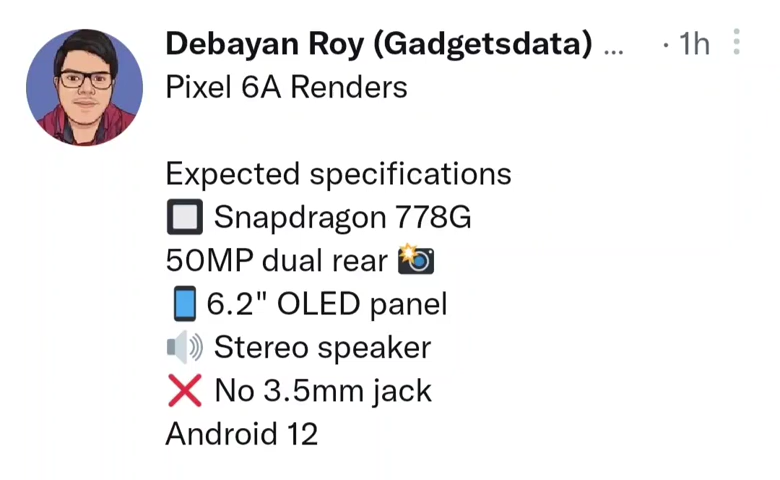 Debayan Roy (Gadgetsdata) ... · 1h
Pixel 6A Renders
Expected specifications
🔲 Snapdragon 778G
50MP dual rear 📸
📱 6.2" OLED panel
🔊 Stereo speaker
❌ No 3.5mm jack
Android 12